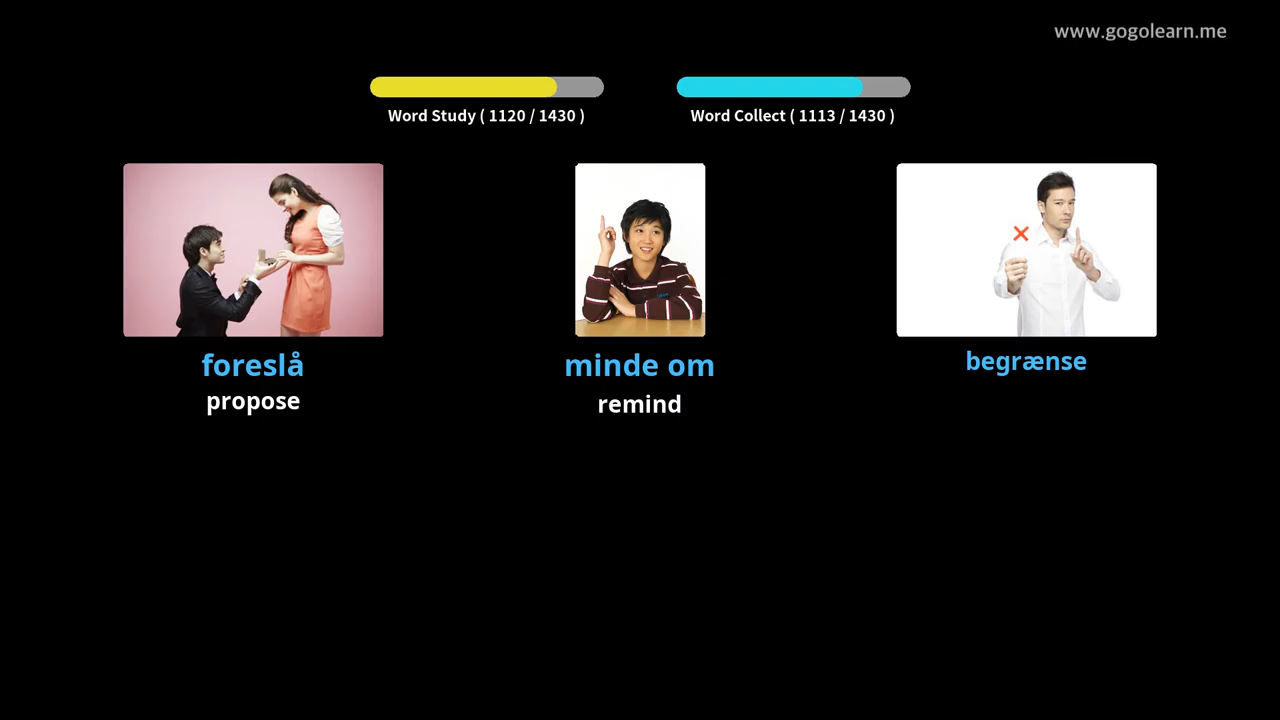 www.gogolearn.me
Word Study ( 1120 / 1430 )
Word Collect ( 1113 / 1430 )
foreslå
propose
minde om
remind
begrænse